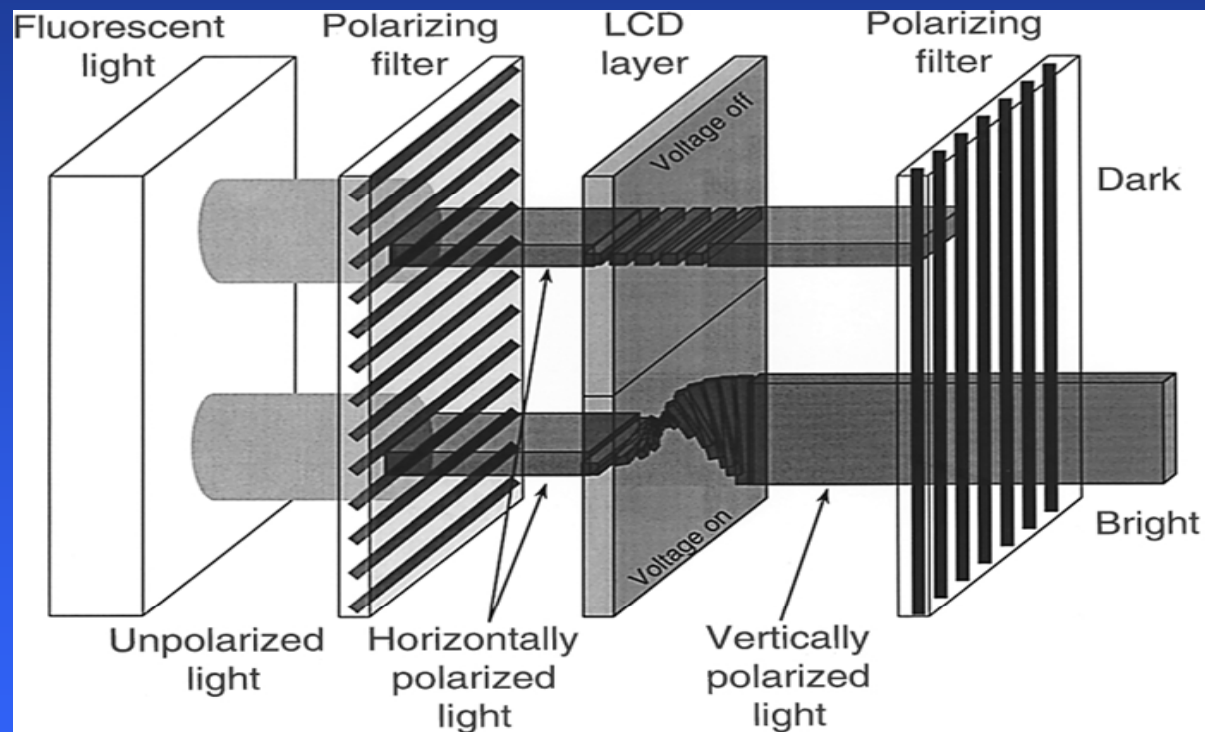 Fluorescent
light
Polarizing
filter
LCD
layer
Polarizing
filter
Voltage off
Dark
Voltage on
Bright
Unpolarized
light
Horizontally
polarized
light
Vertically
polarized
light